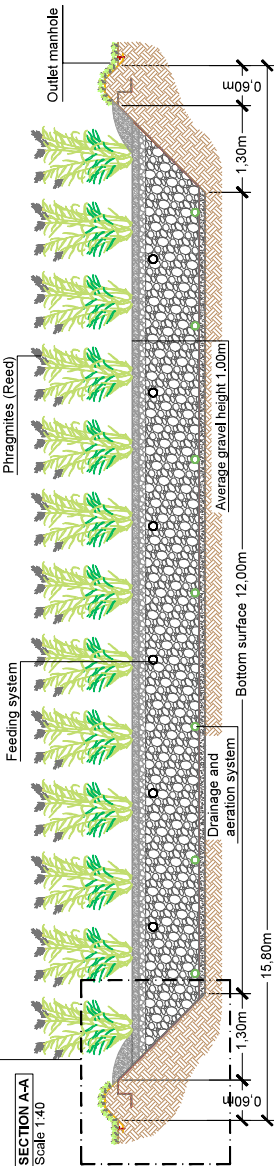 SECTION A-A
Scale 1:40
Feeding system
Phragmites (Reed)
Outlet manhole
Drainage and
aeration system
Average gravel height 1,00m
0,60m
1,30m
Bottom surface 12,00m
1,30m
0,60m
15,80m